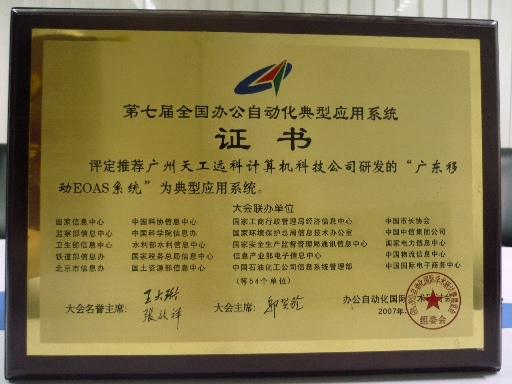 第七届全国办公自动化典型应用系统
证书
评定推荐广州天工远科计算机科技公司研发的“广东移
动EOAS系统”为典型应用系统。
大会联办单位
国家信息中心 中国科协信息中心 国家工商行政管理局经济信息中心 中国市长协会
监察部信息中心 中国科学院信息办 国家环境保护总局信息技术办公室 中国中信集团公司
卫生部信息中心 水利部水利信息中心 国家安全生产监督管理局通讯信息中心 国家电力信息中心
铁道部信息办 国家税务总局信息中心 信息产业部电子信息中心 中国物流信息中心
北京市信息办 国土资源部信息中心 中国石油化工公司信息系统管理部 中国国际电子商务中心
(等54个单位)
大会名誉主席: 大会主席: 办公自动化国际 术
2007年
组委会